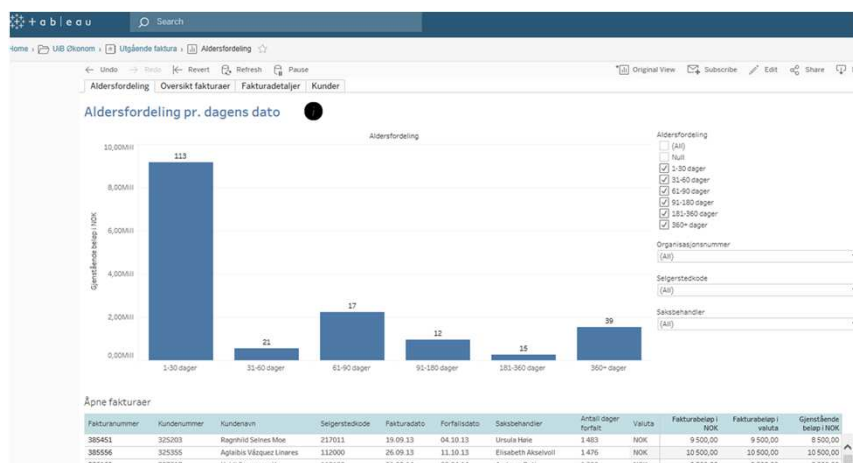 + a b l e a u Search
Home › UiB Økonom › Utgående faktura › Aldersfordeling
← Undo → Redo Revert Refresh Pause Original View Subscribe Edit Share
Aldersfordeling Oversikt fakturaer Fakturadetaljer Kunder
Aldersfordeling pr. dagens dato i
Aldersfordeling
Gjenstående beløp i NOK
10,00Mill
8,00Mill
6,00Mill
4,00Mill
2,00Mill
0,00Mill
113
21
17
12
15
39
1-30 dager 31-60 dager 61-90 dager 91-180 dager 181-360 dager 360+ dager
Aldersfordeling
(All)
Null
1-30 dager
31-60 dager
61-90 dager
91-180 dager
181-360 dager
360+ dager
Organisasjonsnummer
(All)
Selgerstedkode
(All)
Saksbehandler
(All)
Åpne fakturaer
Fakturanummer Kundenummer Kundenavn Selgerstedkode Fakturadato Forfallsdato Saksbehandler Antall dager forfalt Valuta Fakturabeløp i NOK Fakturabeløp i valuta Gjenstående beløp i NOK
385451 325203 Ragnhild Selnes Moe 217011 19.09.13 04.10.13 Ursula Høie 1 483 NOK 9 500,00 9 500,00 8 500,00
385556 325355 Aglaibis Vázquez Linares 112000 26.09.13 11.10.13 Elisabeth Akselvoll 1 476 NOK 10 500,00 10 500,00 10 500,00